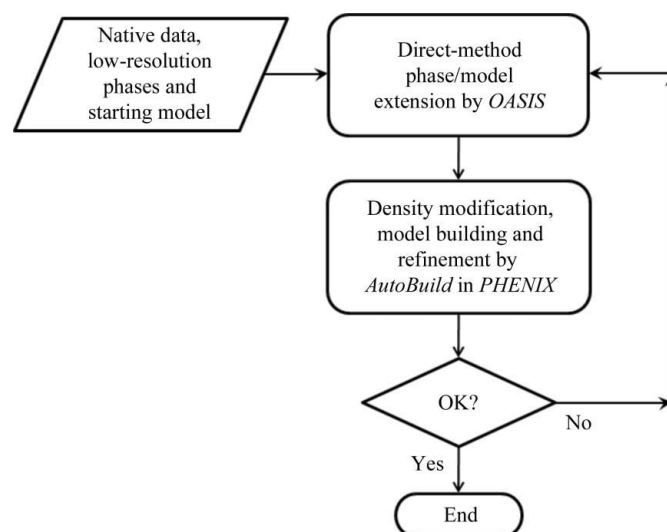 Native data,
low-resolution
phases and
starting model
Direct-method
phase/model
extension by OASIS
Density modification,
model building and
refinement by
AutoBuild in PHENIX
OK?
No
Yes
End